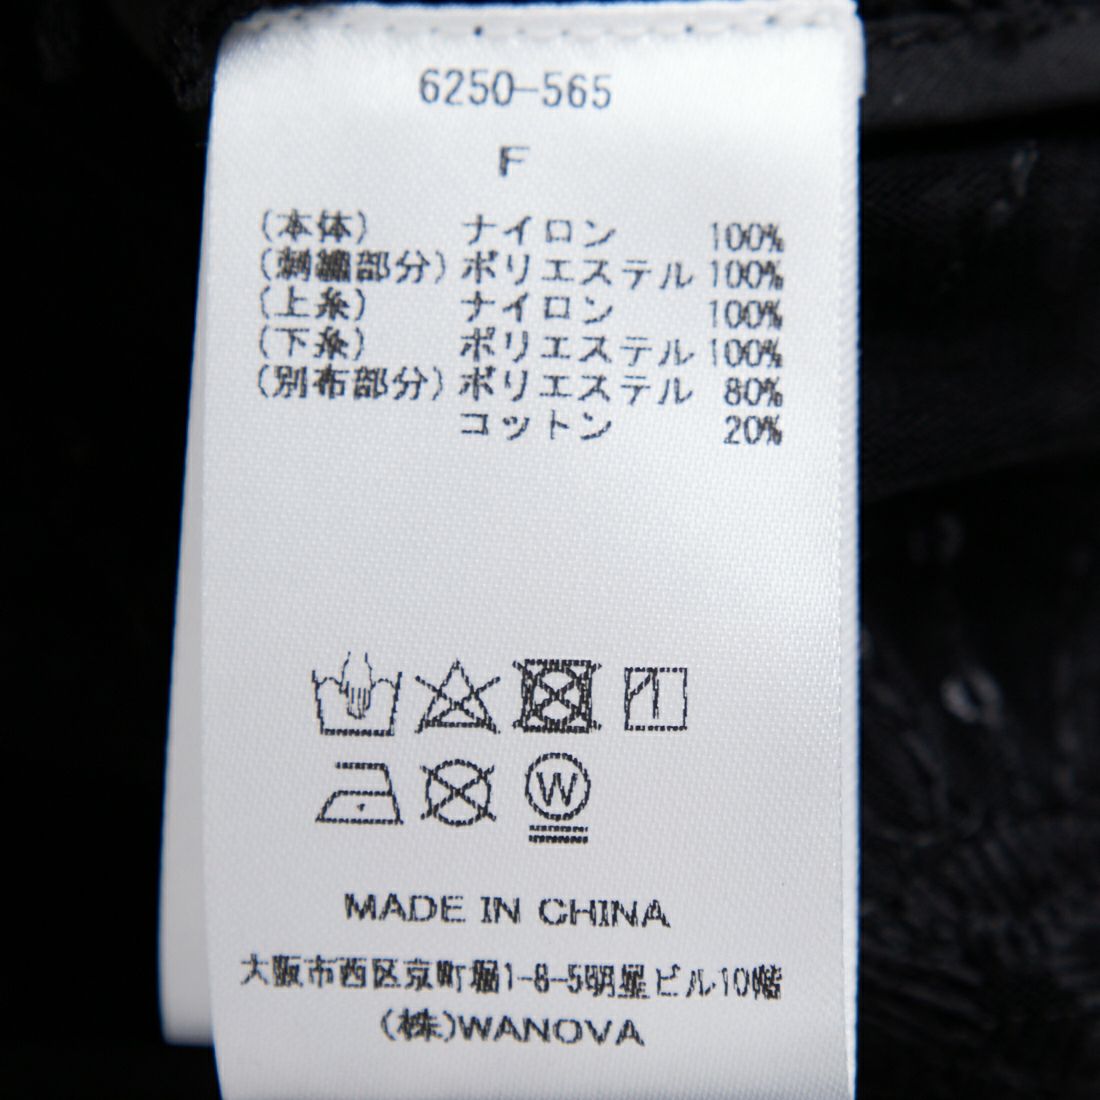 6250-565
F
(本体) ナイロン 100%
(刺繍部分) ポリエステル 100%
(上糸) ナイロン 100%
(下糸) ポリエステル 100%
(別布部分) ポリエステル 80%
コットン 20%
W
MADE IN CHINA
大阪市西区京町堀1-8-5明星ビル10階
(株)WANOVA